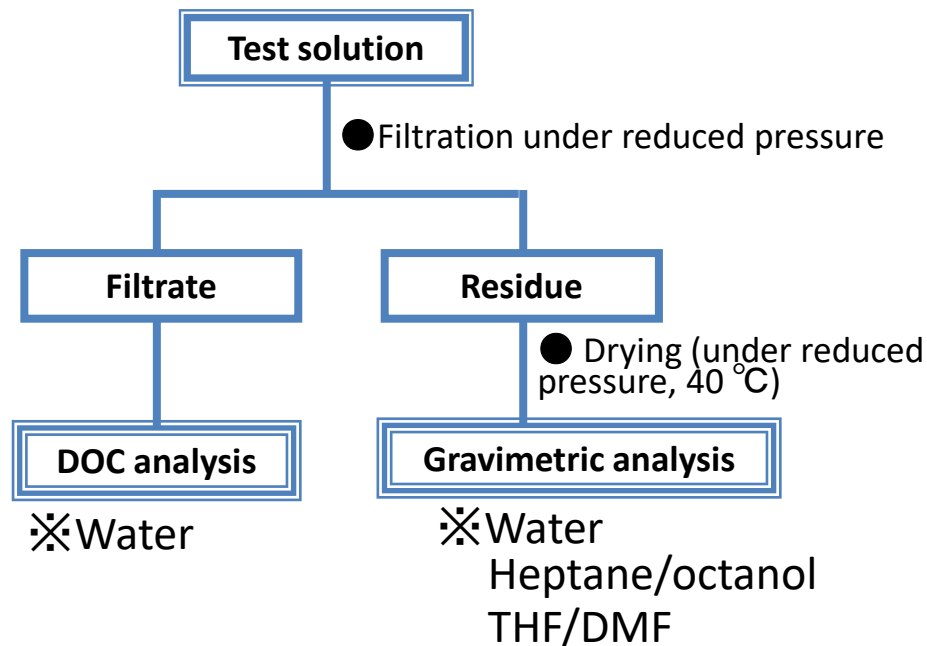 Test solution
●Filtration under reduced pressure
Filtrate
Residue
● Drying (under reduced
pressure, 40 ℃)
DOC analysis
Gravimetric analysis
※Water
※Water
Heptane/octanol
THF/DMF